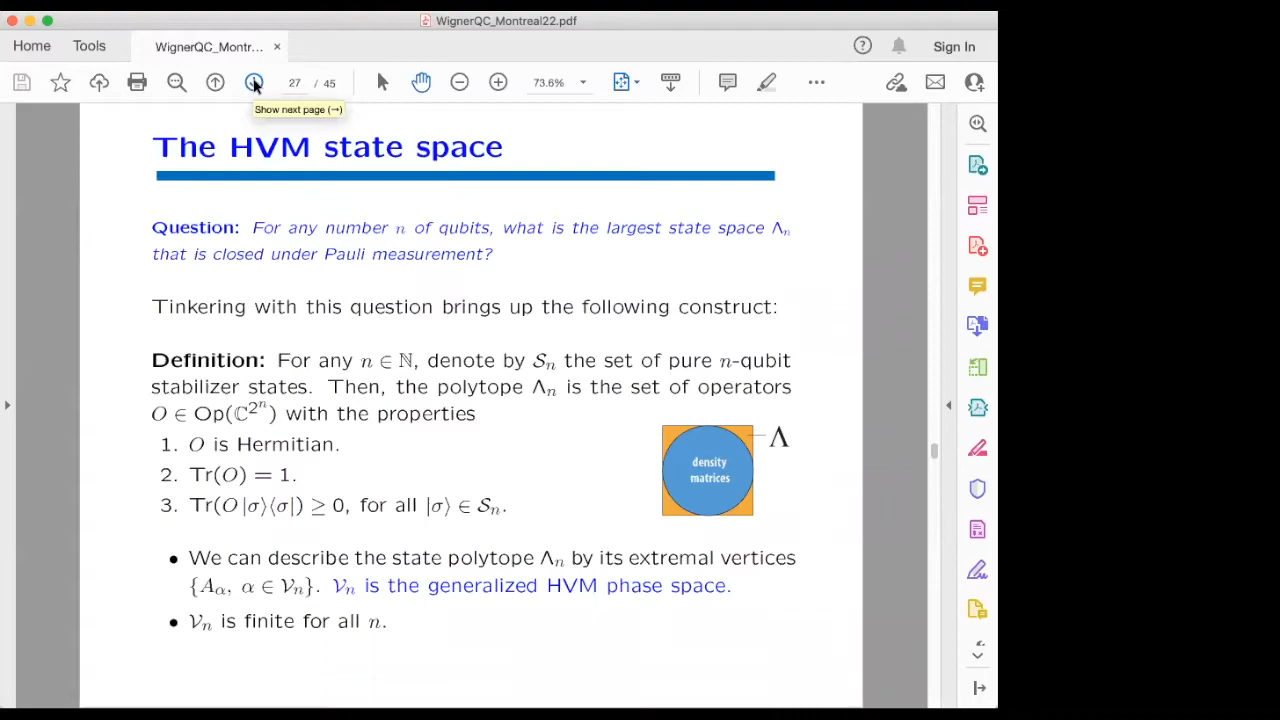 WignerQC_Montreal22.pdf
Home Tools WignerQC_Montr... × Sign In
27 / 45 73.6%
Show next page (→)
The HVM state space
Question: For any number n of qubits, what is the largest state space Λₙ
that is closed under Pauli measurement?
Tinkering with this question brings up the following construct:
Definition: For any n ∈ ℕ, denote by 𝒮ₙ the set of pure n-qubit
stabilizer states. Then, the polytope Λₙ is the set of operators
O ∈ Op(ℂ^{2^n}) with the properties
1. O is Hermitian.
2. Tr(O) = 1.
3. Tr(O|σ⟩⟨σ|) ≥ 0, for all |σ⟩ ∈ 𝒮ₙ.
Λ
density
matrices
• We can describe the state polytope Λₙ by its extremal vertices
{A_α, α ∈ 𝒱ₙ}. 𝒱ₙ is the generalized HVM phase space.
• 𝒱ₙ is finite for all n.